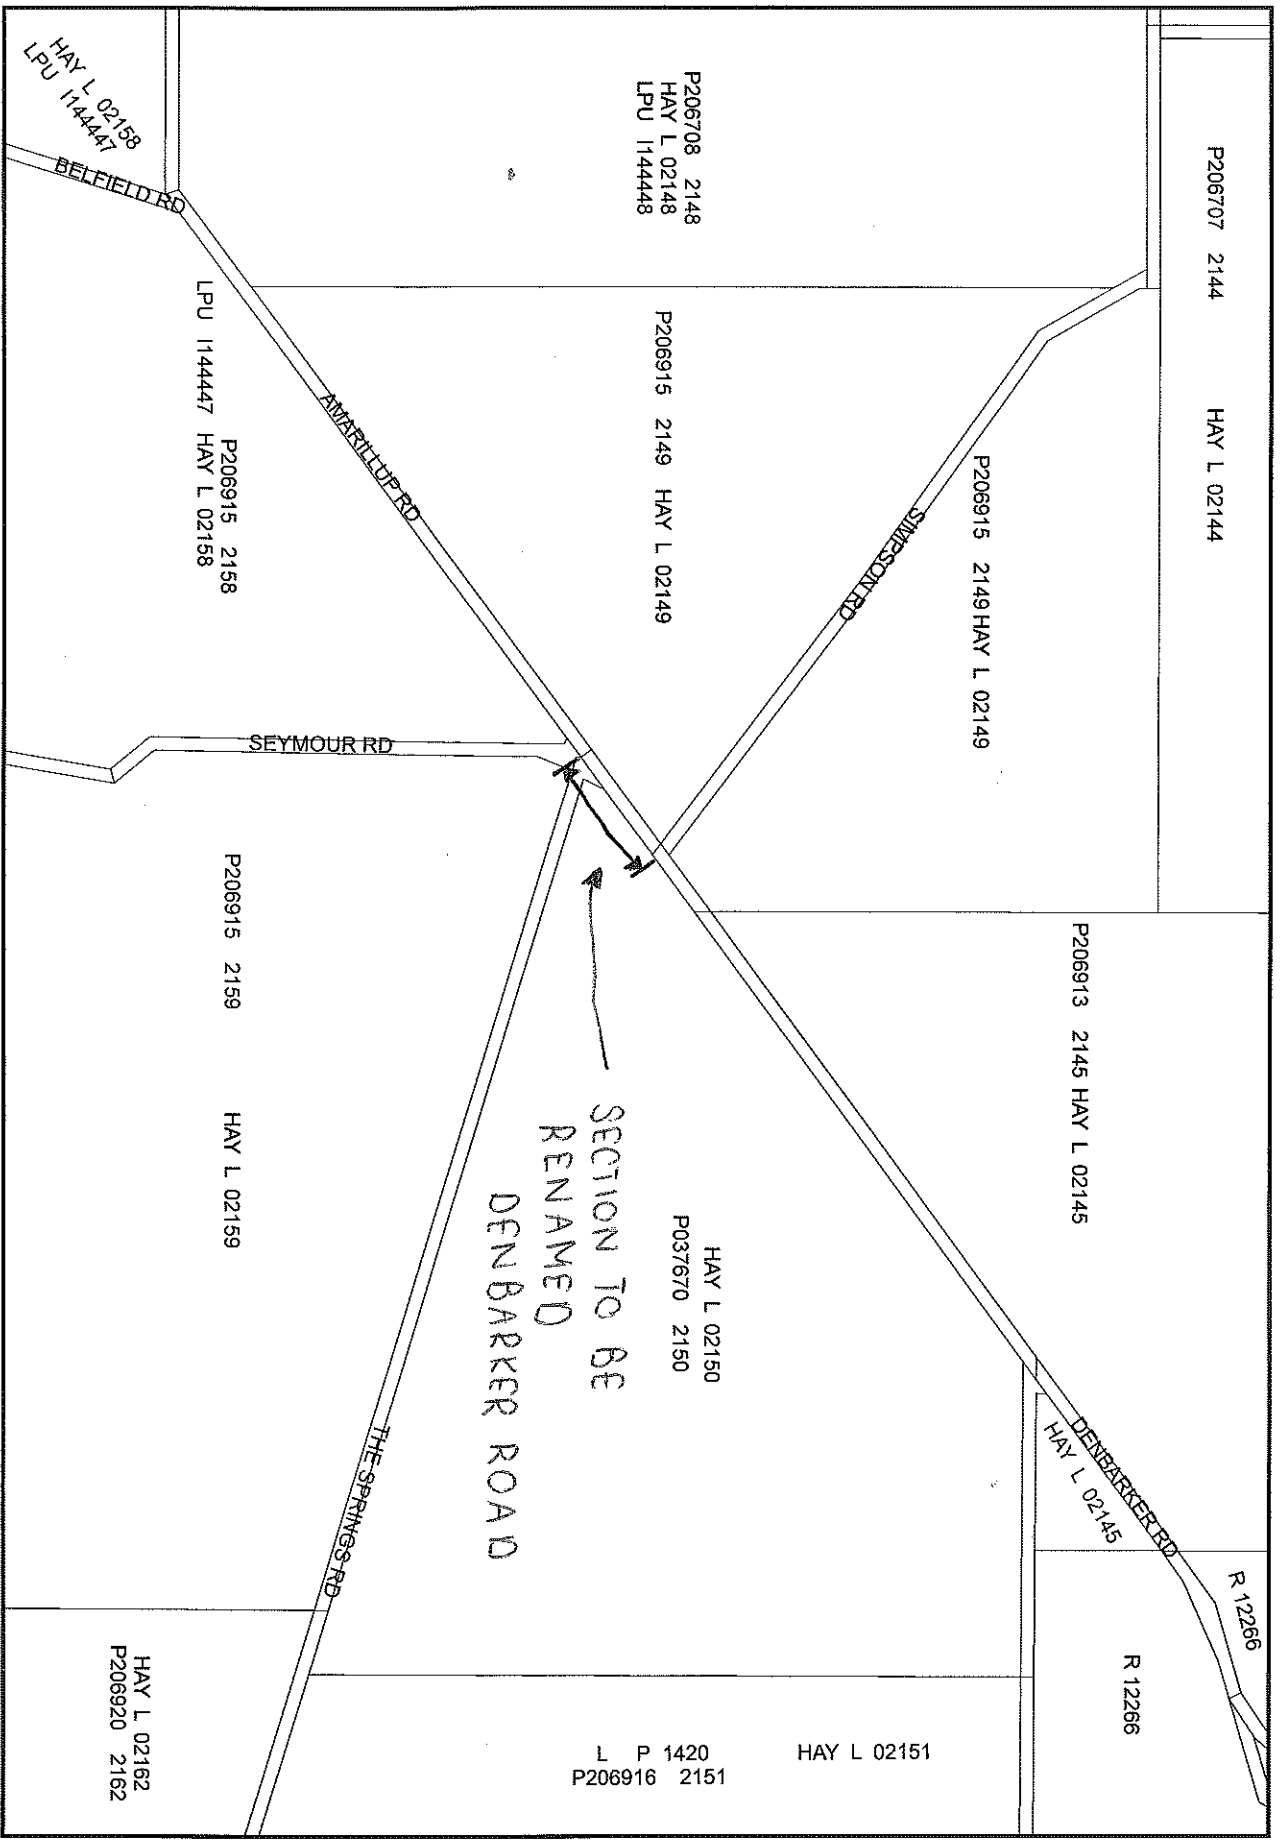 P206707 2144 HAY L 02144
R 12266
R 12266
P206913 2145 HAY L 02145
DENBARKER RD
HAY L 02145
P206915 2149 HAY L 02149
SIMPSON RD
P206708 2148
HAY L 02148
LPU I144448
P206915 2149 HAY L 02149
HAY L 02150
P037670 2150
HAY L 02151
L P 1420
P206916 2151
SECTION TO BE
RENAMED
DENBARKER ROAD
AMARILLUP RD
SEYMOUR RD
THE SPRINGS RD
P206915 2158
LPU I144447 HAY L 02158
P206915 2159 HAY L 02159
BELFIELD RD
HAY L 02158
LPU I144447
HAY L 02162
P206920 2162